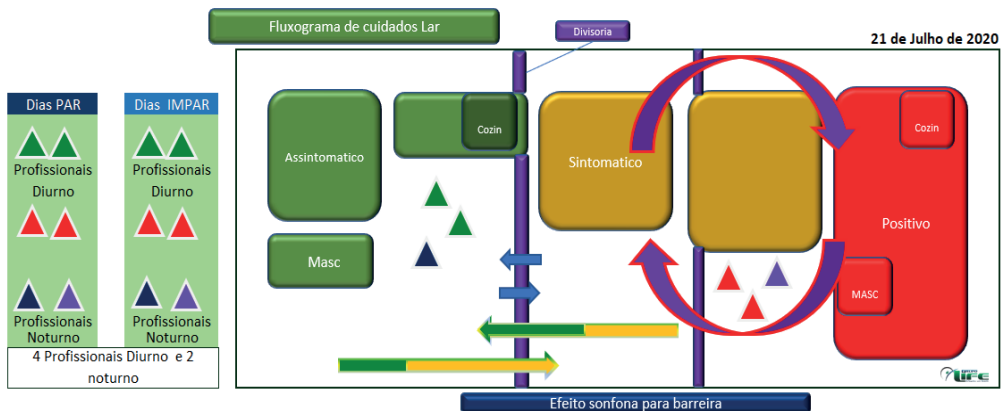 Fluxograma de cuidados Lar
Divisoria
21 de Julho de 2020
Dias PAR
Dias IMPAR
Profissionais
Diurno
Profissionais
Diurno
Profissionais
Noturno
Profissionais
Noturno
4 Profissionais Diurno e 2
noturno
Assintomatico
Cozin
Sintomatico
Cozin
Positivo
Masc
MASC
LIFE
Efeito sonfona para barreira